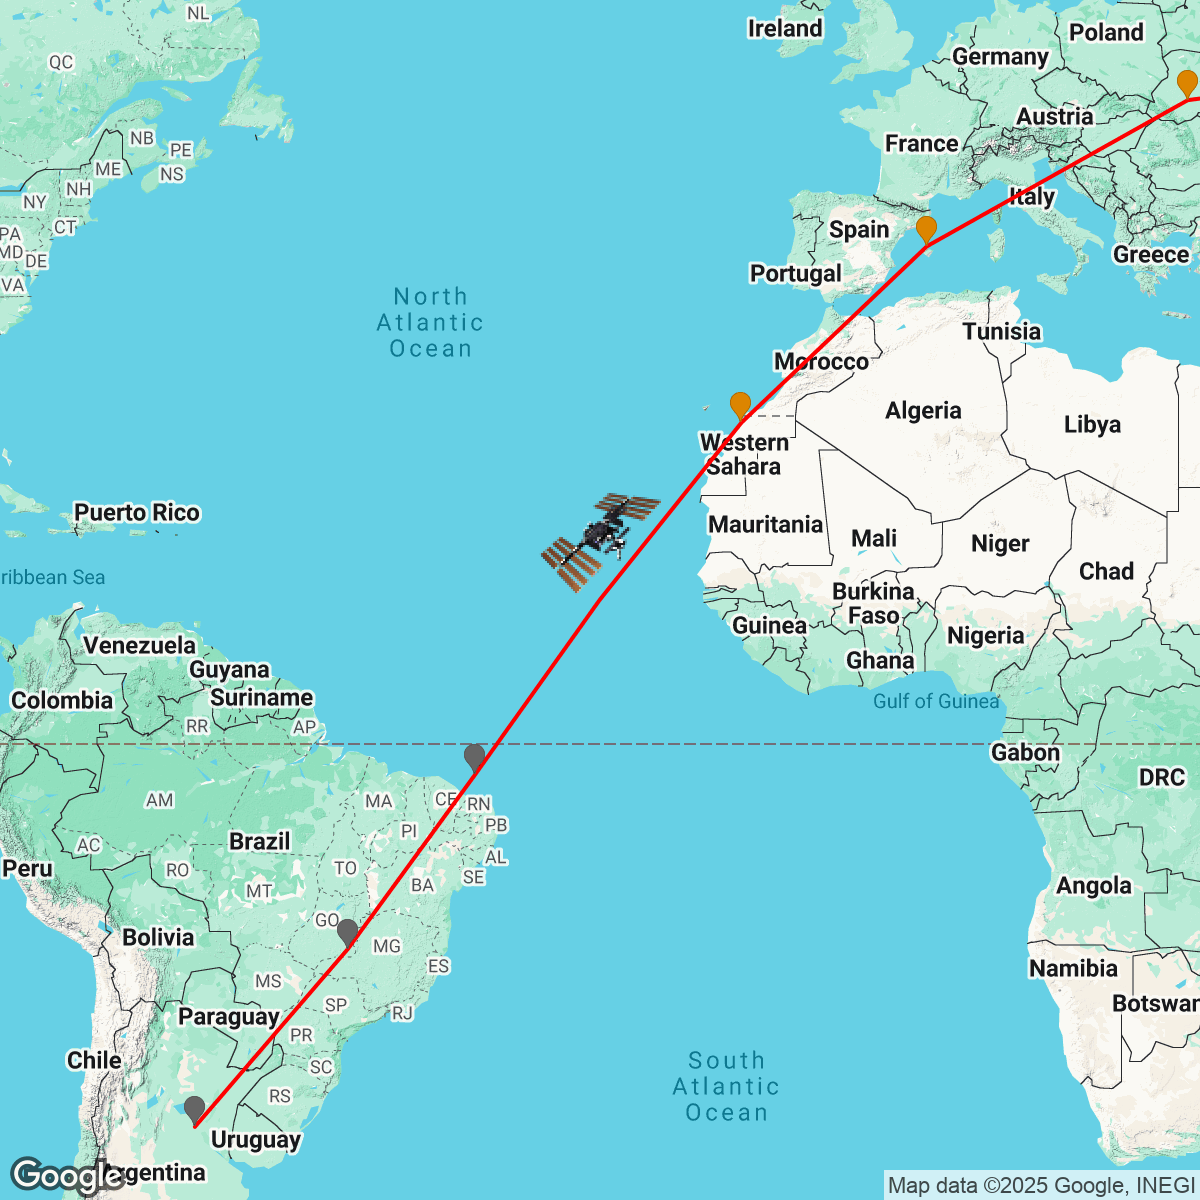 NL
Ireland
Poland
Germany
QC
Austria
NB
PE
France
ME
NS
NH
Italy
NY
CT
Spain
PA
MD
DE
Greece
Portugal
VA
North
Atlantic
Ocean
Tunisia
Morocco
Algeria
Libya
Western
Sahara
Puerto Rico
Mauritania
Mali
Niger
Chad
ribbean Sea
Burkina
Faso
Guinea
Nigeria
Venezuela
Ghana
Guyana
Suriname
Colombia
Gulf of Guinea
RR
AP
Gabon
DRC
AM
MA
CE
RN
PB
PI
Brazil
AC
AL
Peru
RO
TO
SE
MT
BA
Angola
GO
Bolivia
MG
ES
Namibia
MS
SP
Botswar
RJ
Paraguay
PR
Chile
SC
South
Atlantic
Ocean
RS
Uruguay
Argentina
Google
Map data ©2025 Google, INEGI